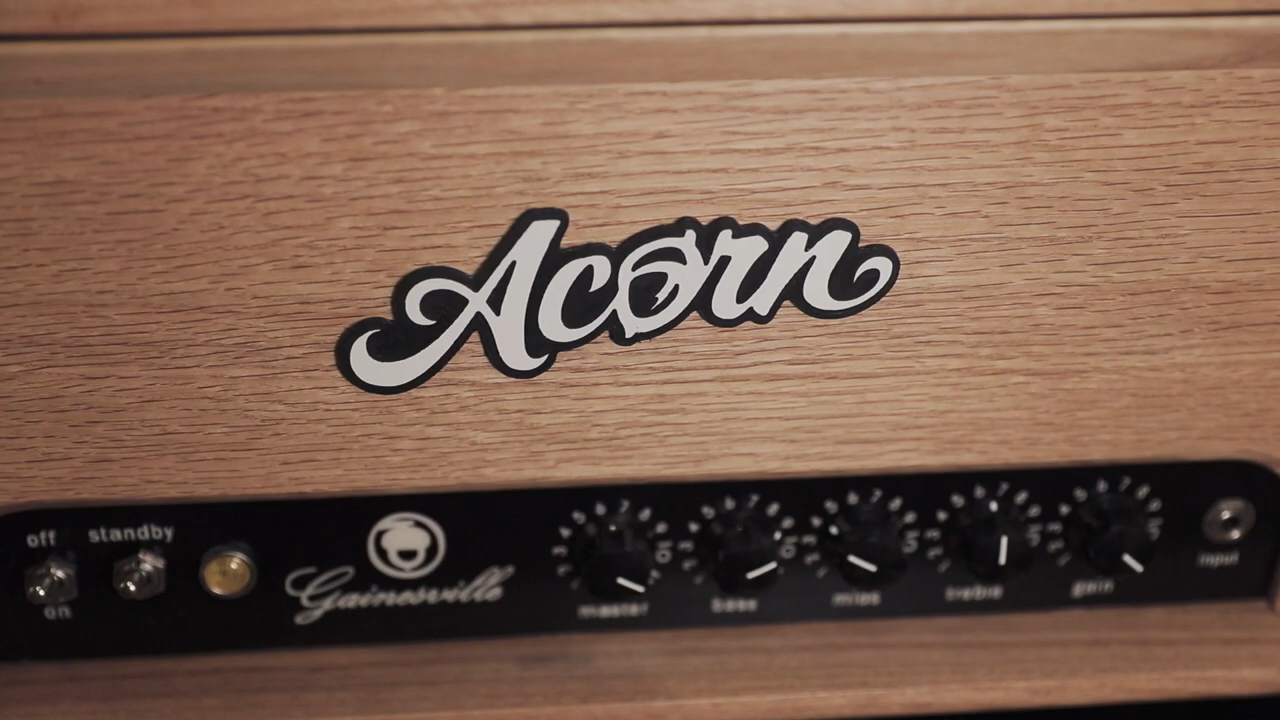 Acorn
off standby
on
Gainesville
master bass mids treble gain input